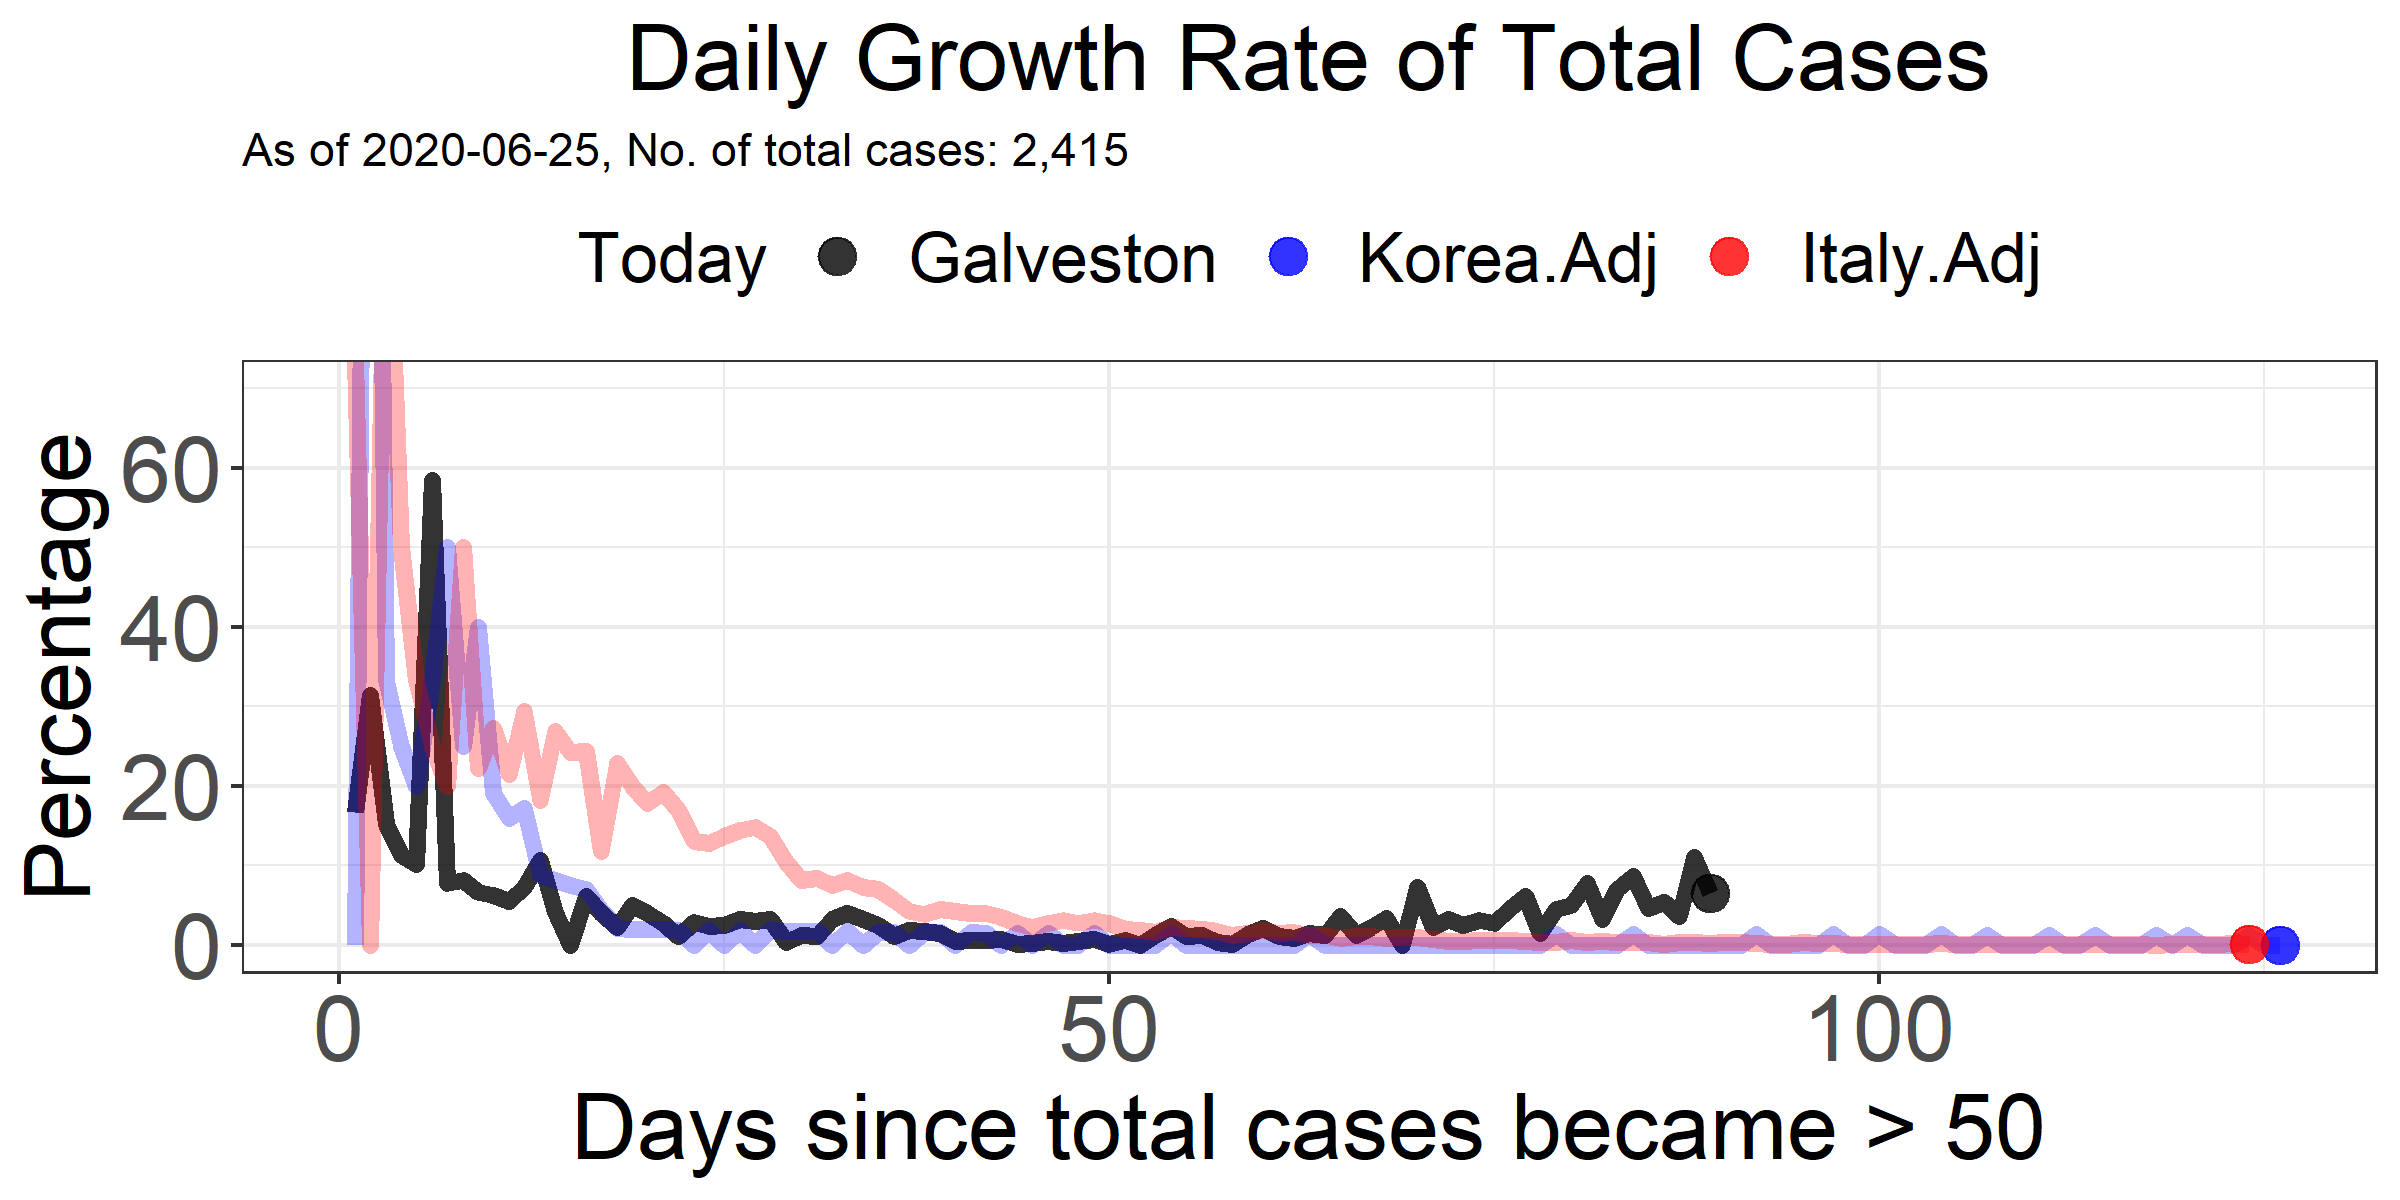 Daily Growth Rate of Total Cases
As of 2020-06-25, No. of total cases: 2,415
Today Galveston Korea.Adj Italy.Adj
Percentage
60
40
20
0
0 50 100
Days since total cases became > 50